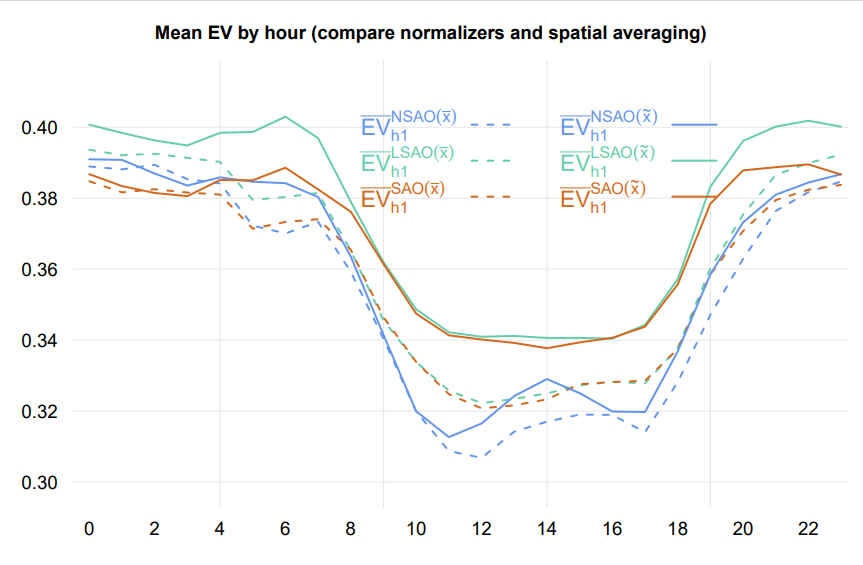 Mean EV by hour (compare normalizers and spatial averaging)
0.40
0.38
0.36
0.34
0.32
0.30
EV̅h1^NSAO(x̅) EV̅h1^NSAO(x̃)
EV̅h1^LSAO(x̅) EV̅h1^LSAO(x̃)
EV̅h1^SAO(x̅) EV̅h1^SAO(x̃)
0 2 4 6 8 10 12 14 16 18 20 22